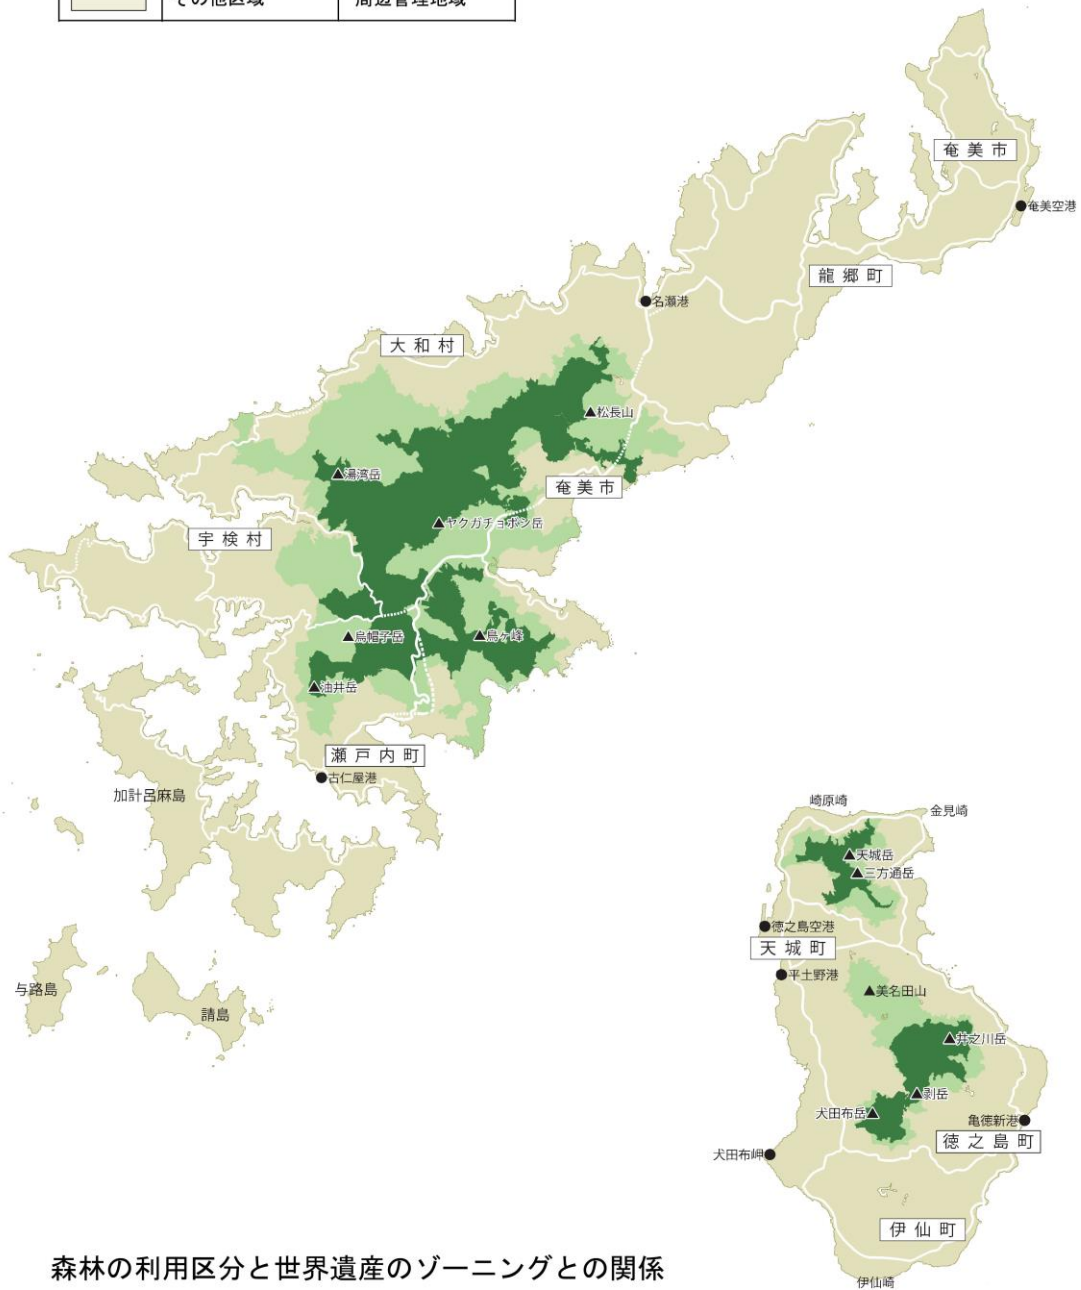 その他区域 周辺管理地域
奄美市
奄美空港
龍郷町
名瀬港
大和村
松長山
湯湾岳
奄美市
ヤクガチョボシ岳
宇検村
烏帽子岳
鳥ヶ峰
油井岳
瀬戸内町
古仁屋港
加計呂麻島
崎原崎
金見崎
天城岳
三方通岳
徳之島空港
天城町
平土野港
与路島
美名田山
請島
井之川岳
剥岳
犬田布岳
亀徳新港
徳之島町
犬田布岬
伊仙町
森林の利用区分と世界遺産のゾーニングとの関係
伊仙崎